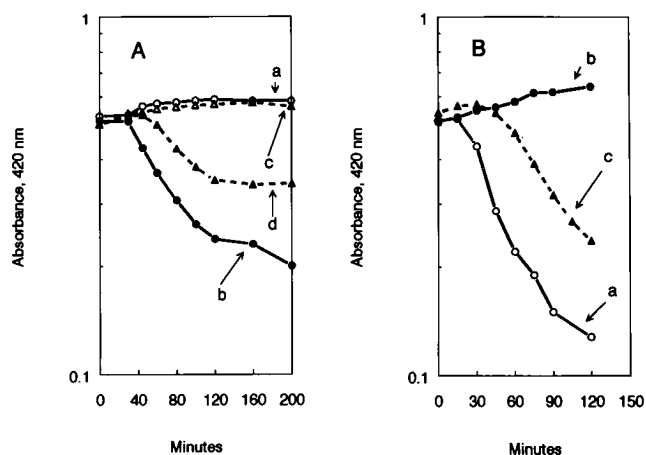 A
1
0.1
Absorbance, 420 nm
a
c
d
b
0 40 80 120 160 200
Minutes
B
1
0.1
Absorbance, 420 nm
b
c
a
0 30 60 90 120 150
Minutes